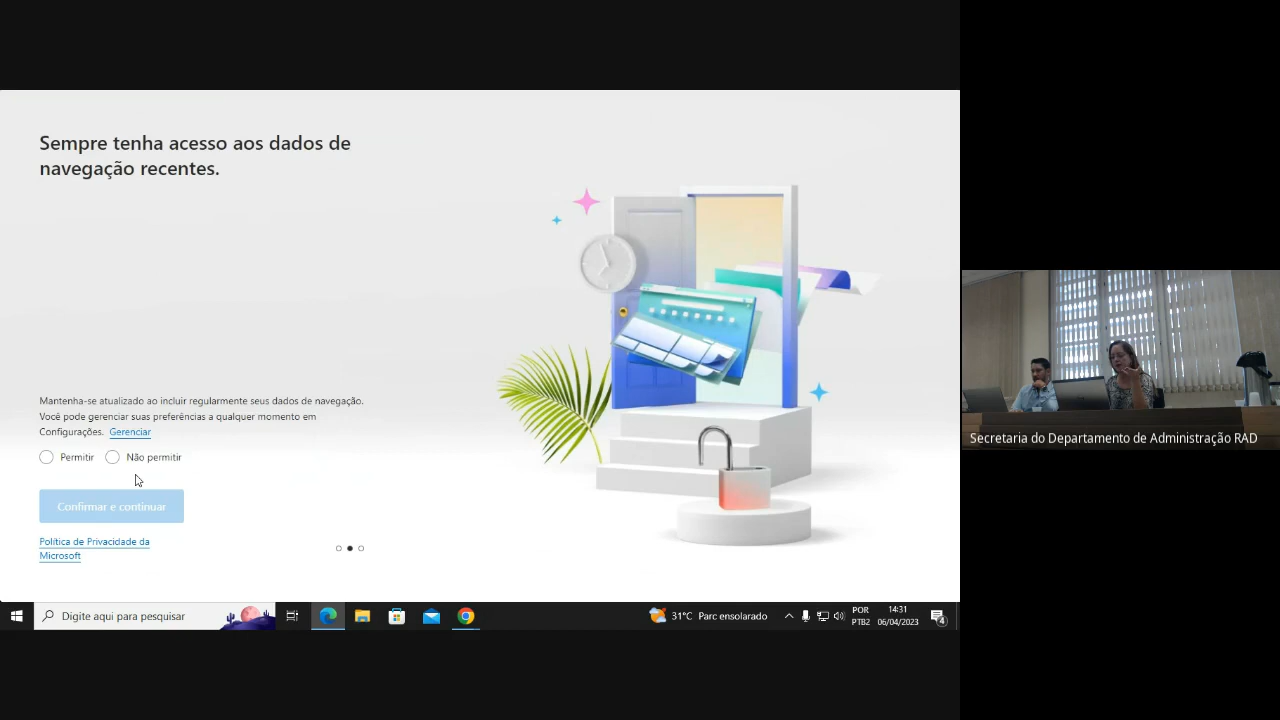 Sempre tenha acesso aos dados de
navegação recentes.
Mantenha-se atualizado ao incluir regularmente seus dados de navegação.
Você pode gerenciar suas preferências a qualquer momento em
Configurações. Gerenciar
Permitir Não permitir
Confirmar e continuar
Política de Privacidade da
Microsoft
Digite aqui para pesquisar
31°C Parc ensolarado
POR
PTB2
14:31
06/04/2023
4
Secretaria do Departamento de Administração RAD